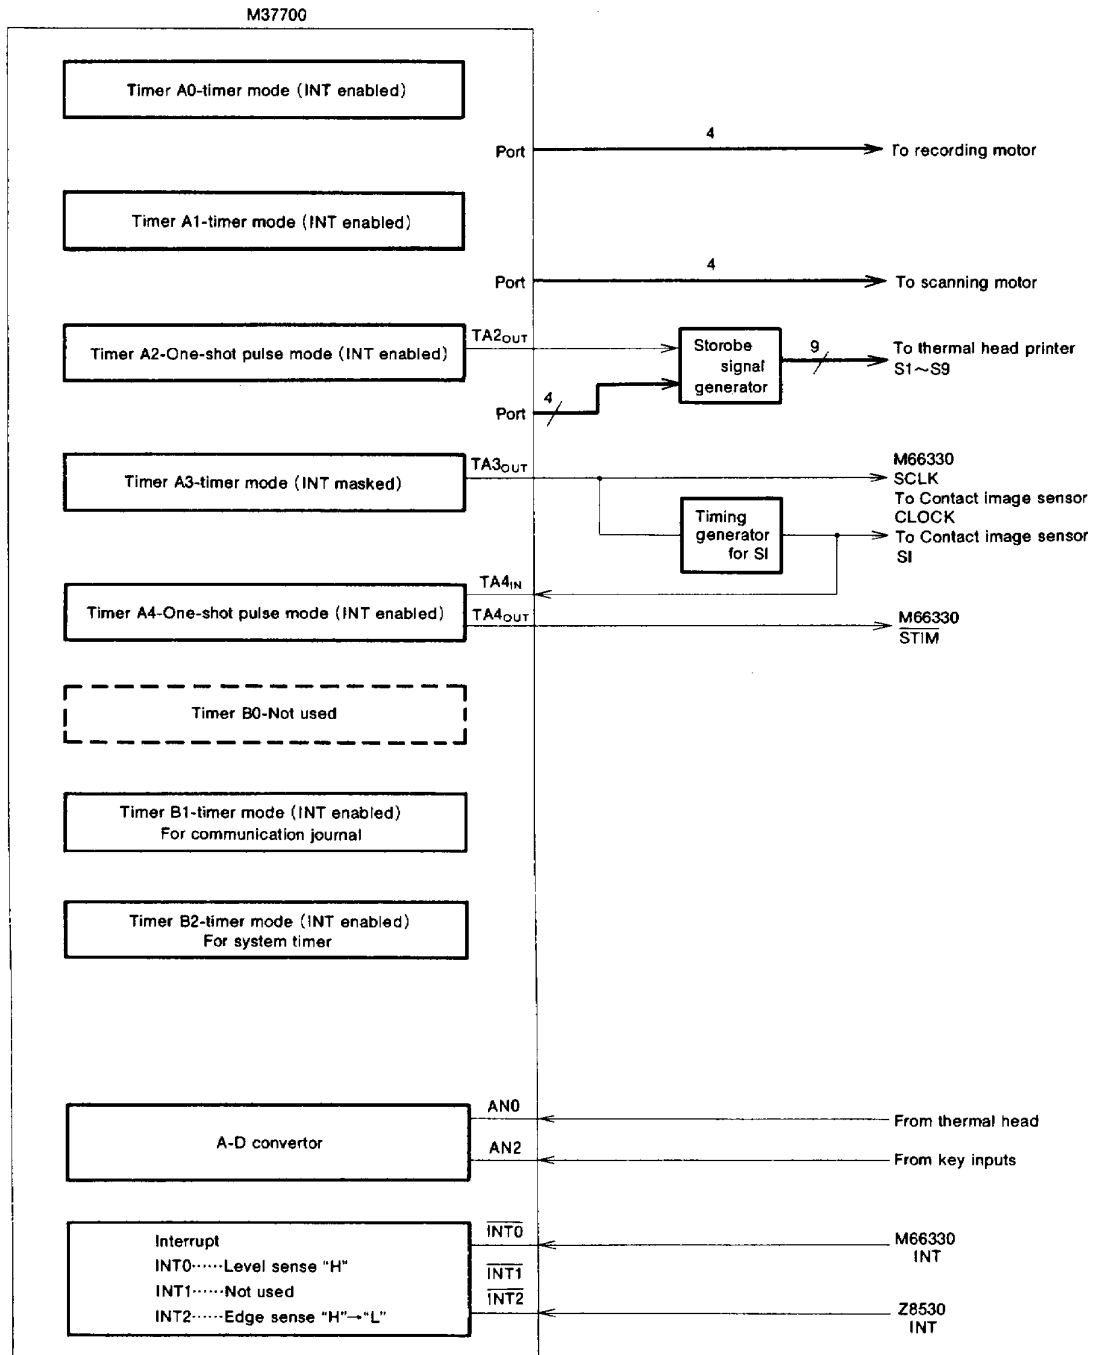 M37700
Timer A0-timer mode (INT enabled)
4
Port
To recording motor
Timer A1-timer mode (INT enabled)
4
Port
To scanning motor
TA2OUT
Timer A2-One-shot pulse mode (INT enabled)
Storobe
signal
generator
9
To thermal head printer
S1～S9
4
Port
TA3OUT
Timer A3-timer mode (INT masked)
M66330
SCLK
To Contact image sensor
CLOCK
To Contact image sensor
SI
Timing
generator
for SI
TA4IN
Timer A4-One-shot pulse mode (INT enabled)
TA4OUT
M66330
STIM
Timer B0-Not used
Timer B1-timer mode (INT enabled)
For communication journal
Timer B2-timer mode (INT enabled)
For system timer
A-D convertor
AN0
From thermal head
AN2
From key inputs
Interrupt
INT0······Level sense “H”
INT1······Not used
INT2······Edge sense “H”→“L”
INT0
INT1
INT2
M66330
INT
Z8530
INT